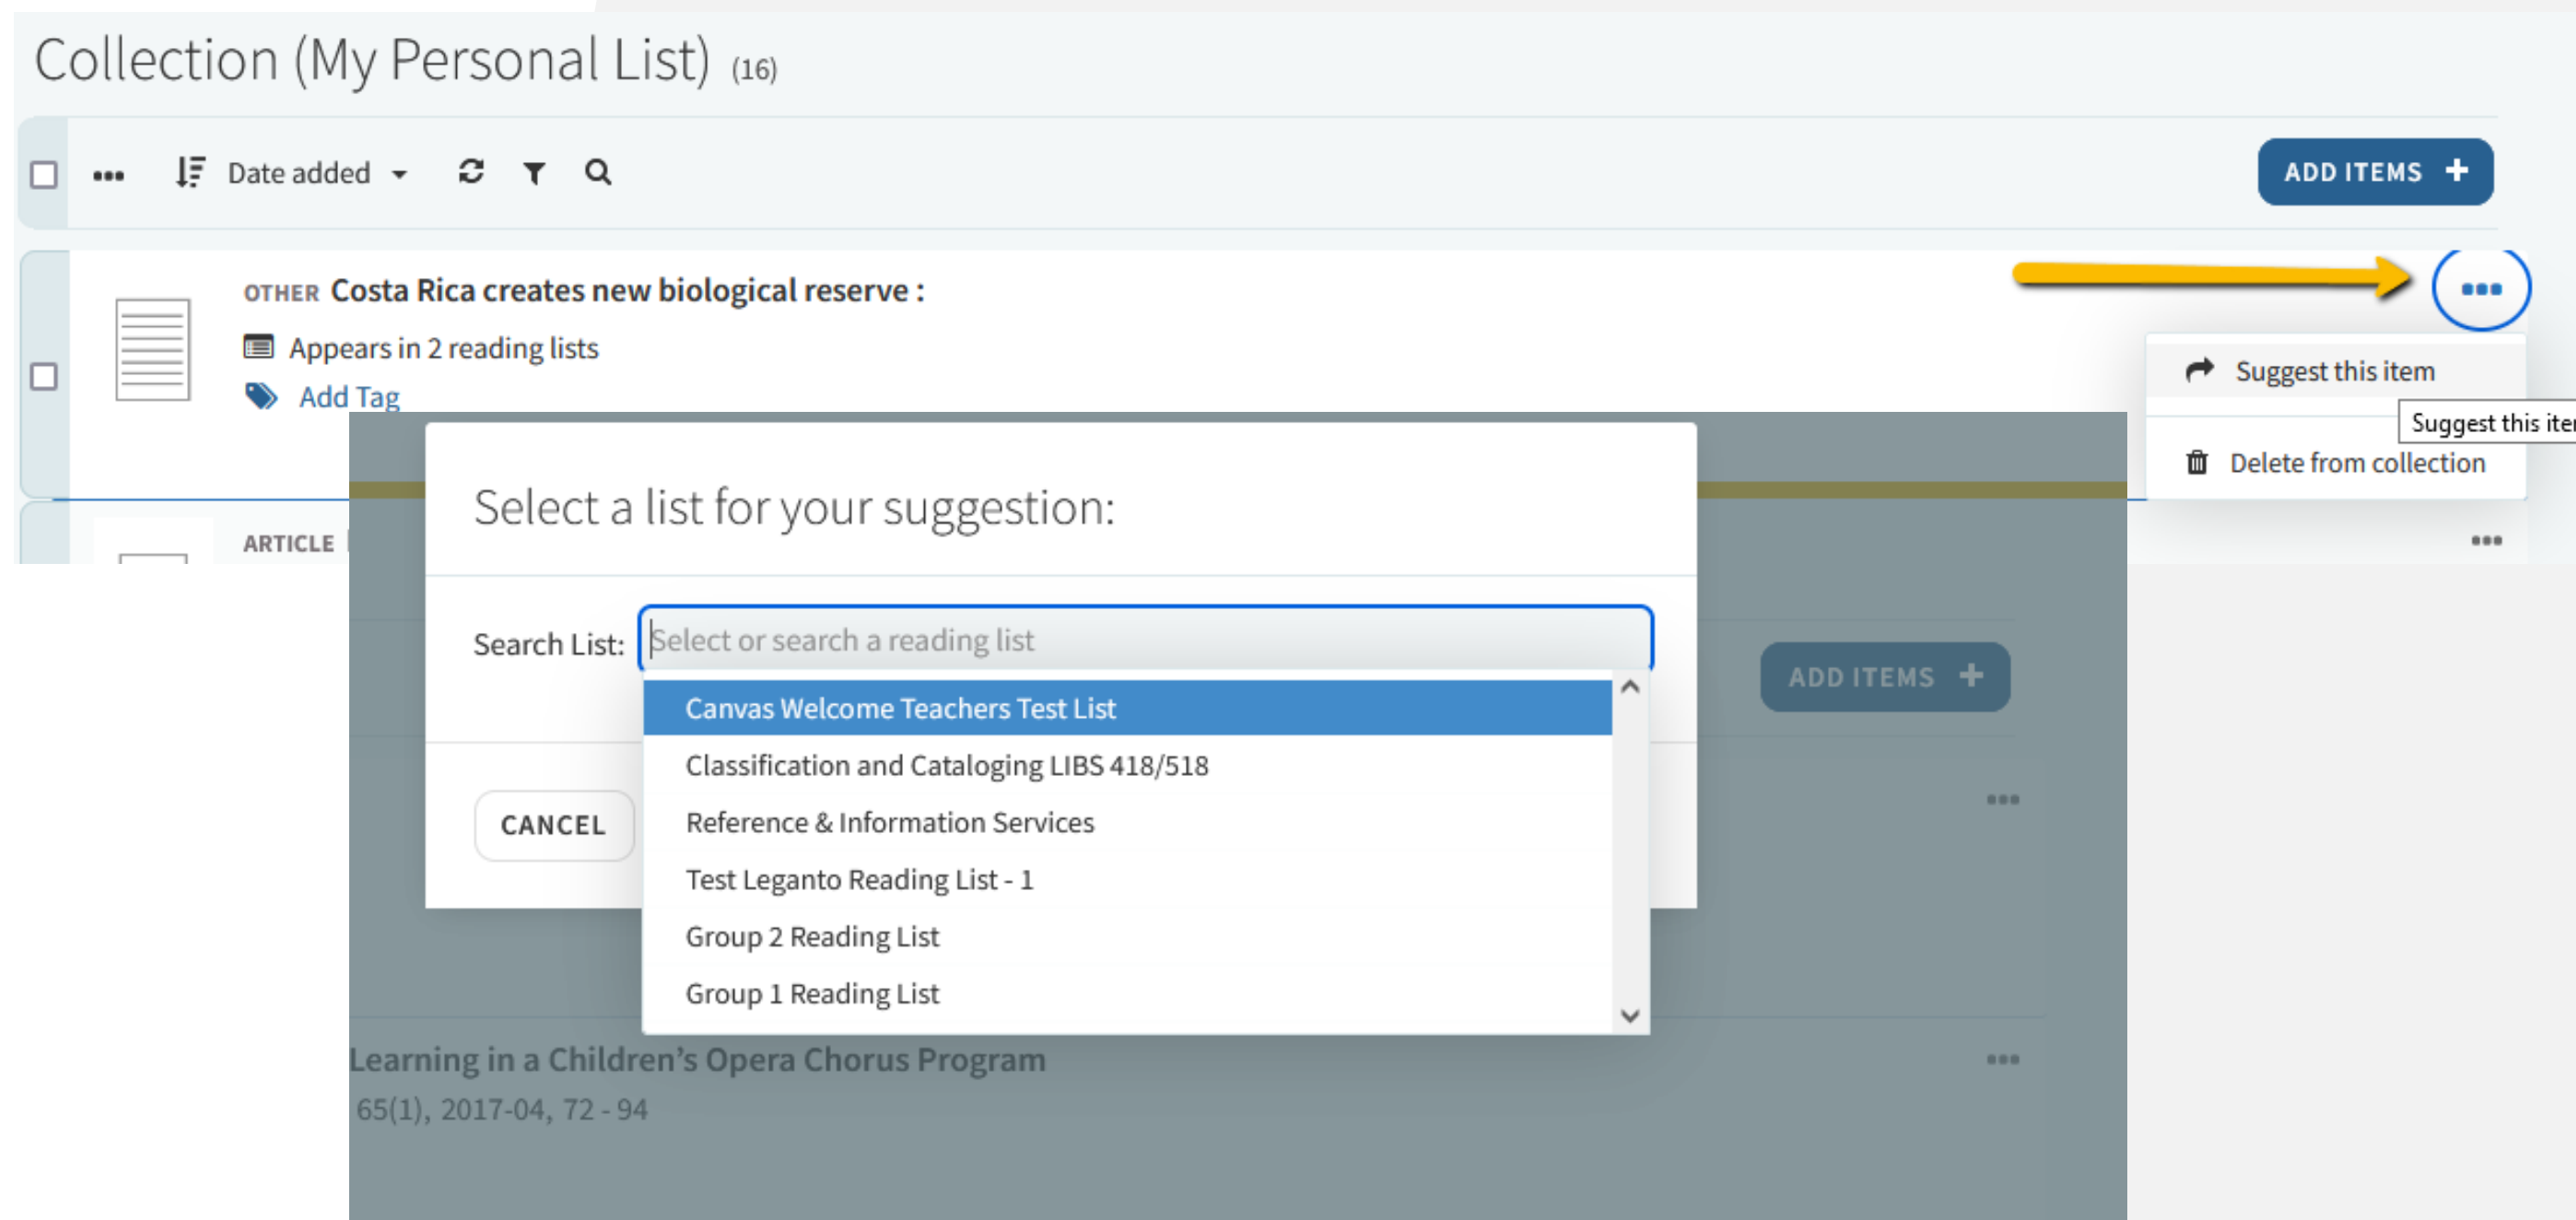 Collection (My Personal List) (16)
Date added
ADD ITEMS
OTHER Costa Rica creates new biological reserve :
Appears in 2 reading lists
Add Tag
Suggest this item
Suggest this
Delete from collection
ARTICLE
Select a list for your suggestion:
Search List: Select or search a reading list
ADD ITEMS
Canvas Welcome Teachers Test List
Classification and Cataloging LIBS 418/518
Reference & Information Services
CANCEL
Test Leganto Reading List - 1
Group 2 Reading List
Group 1 Reading List
Learning in a Children’s Opera Chorus Program
65(1), 2017-04, 72 - 94